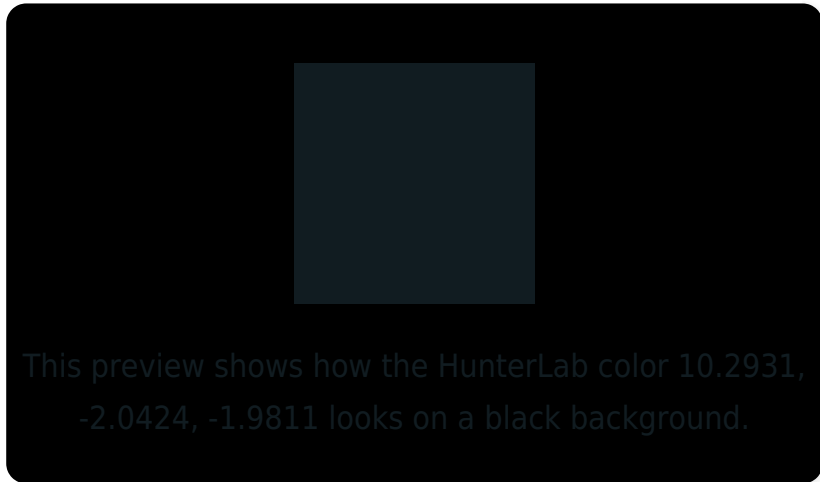 This preview shows how the HunterLab color 10.2931,
-2.0424, -1.9811 looks on a black background.